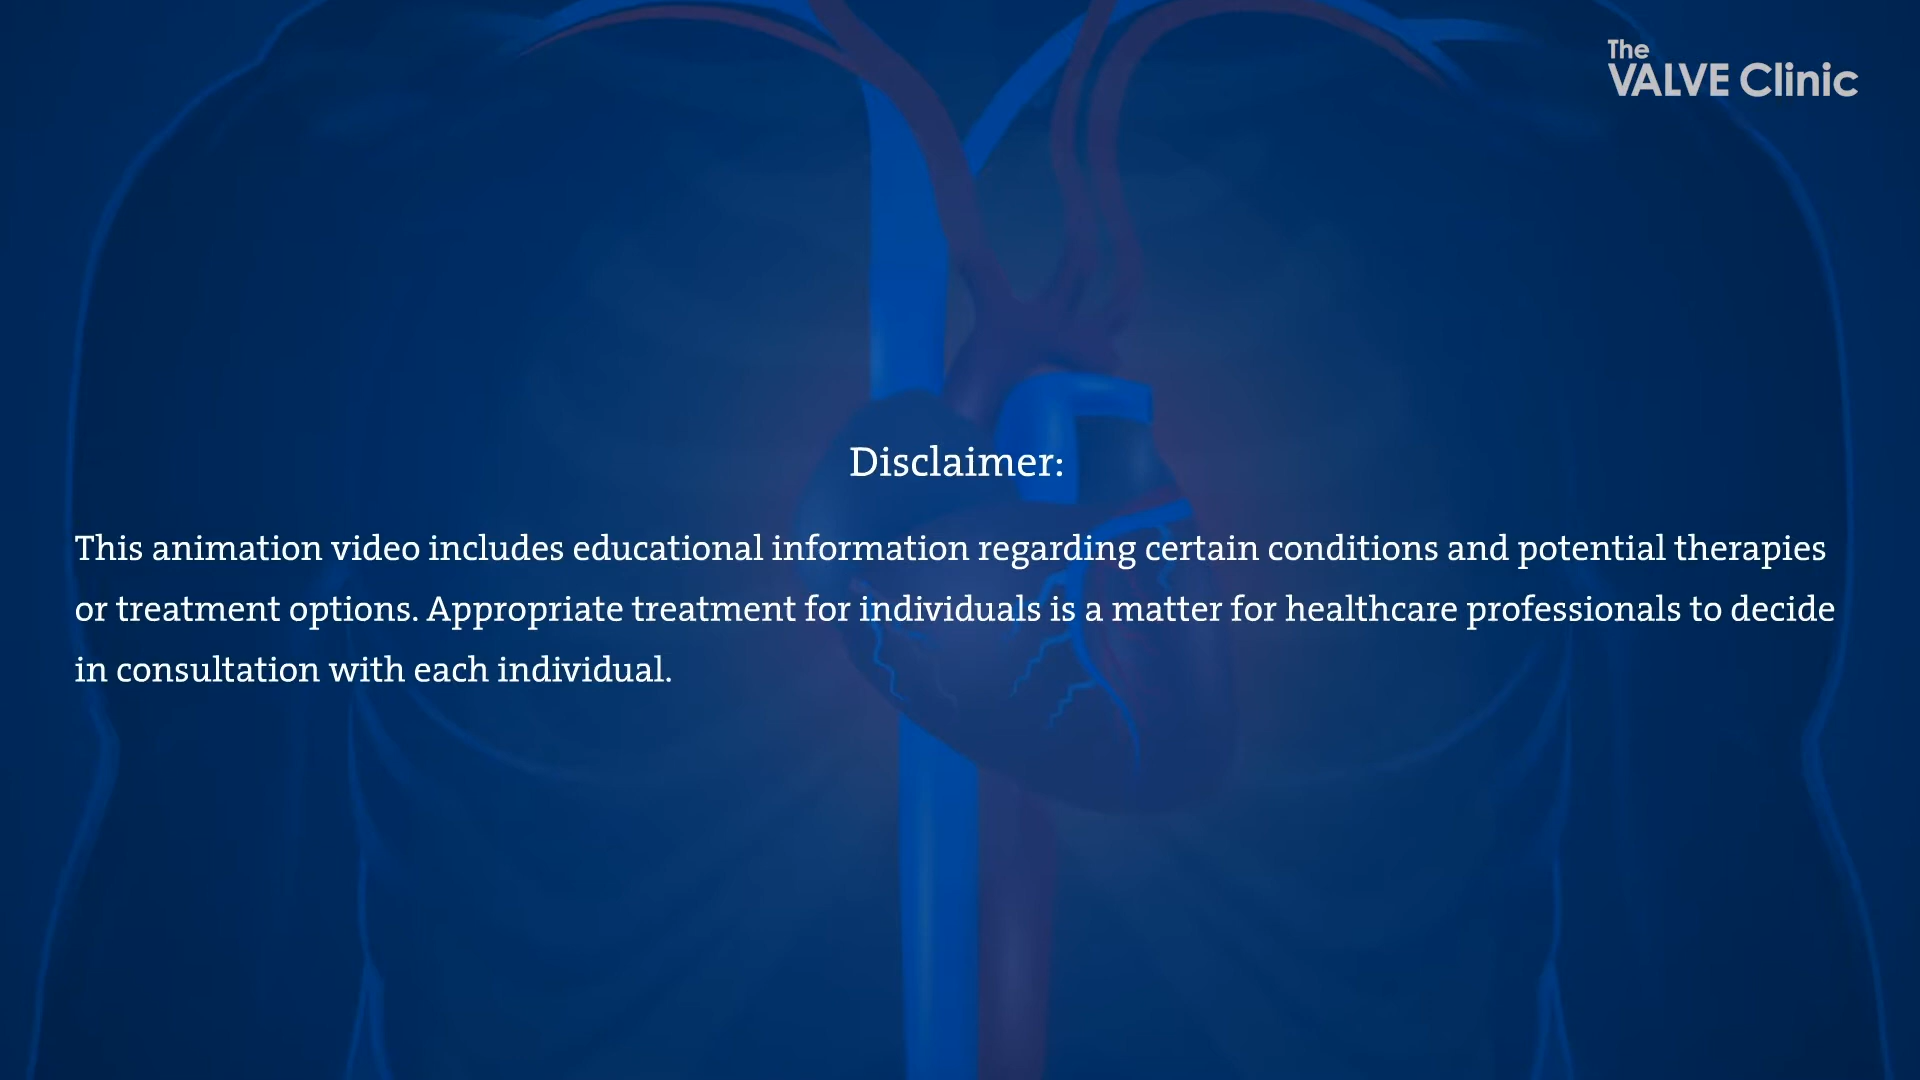 The
VALVE Clinic
Disclaimer:
This animation video includes educational information regarding certain conditions and potential therapies
or treatment options. Appropriate treatment for individuals is a matter for healthcare professionals to decide
in consultation with each individual.